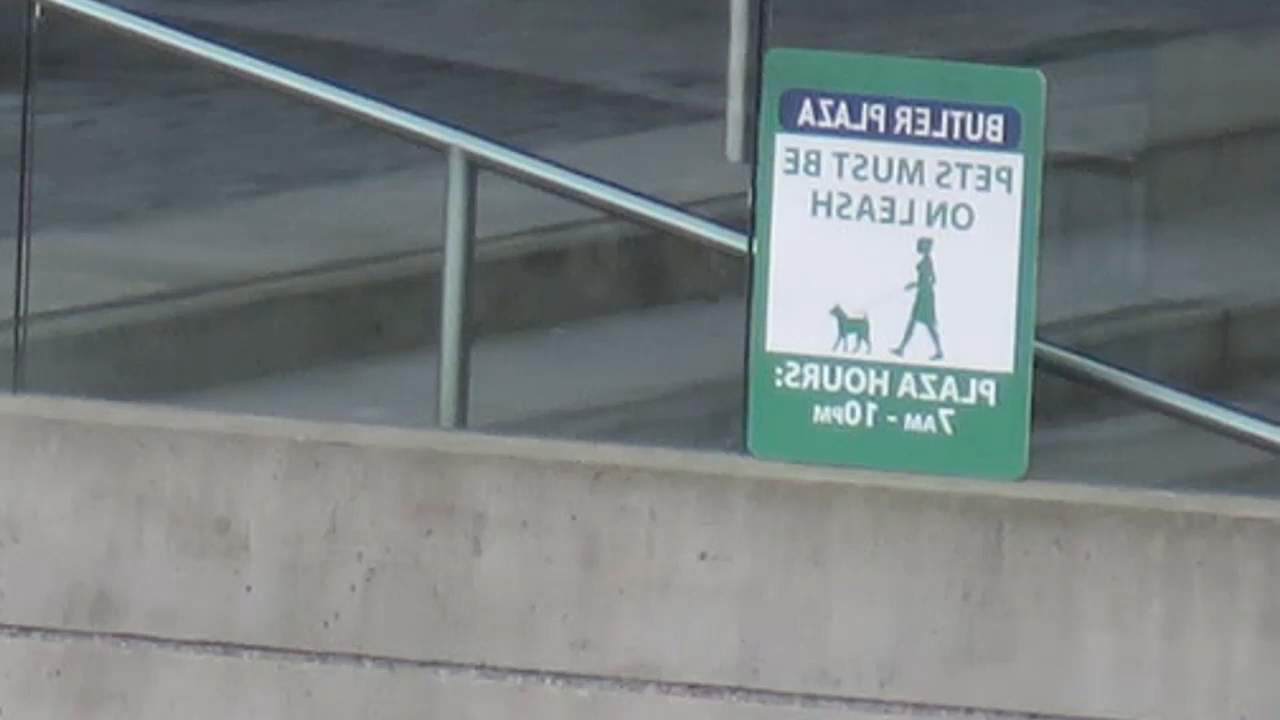 BUTLER PLAZA
PETS MUST BE
ON LEASH
PLAZA HOURS:
7AM - 10PM